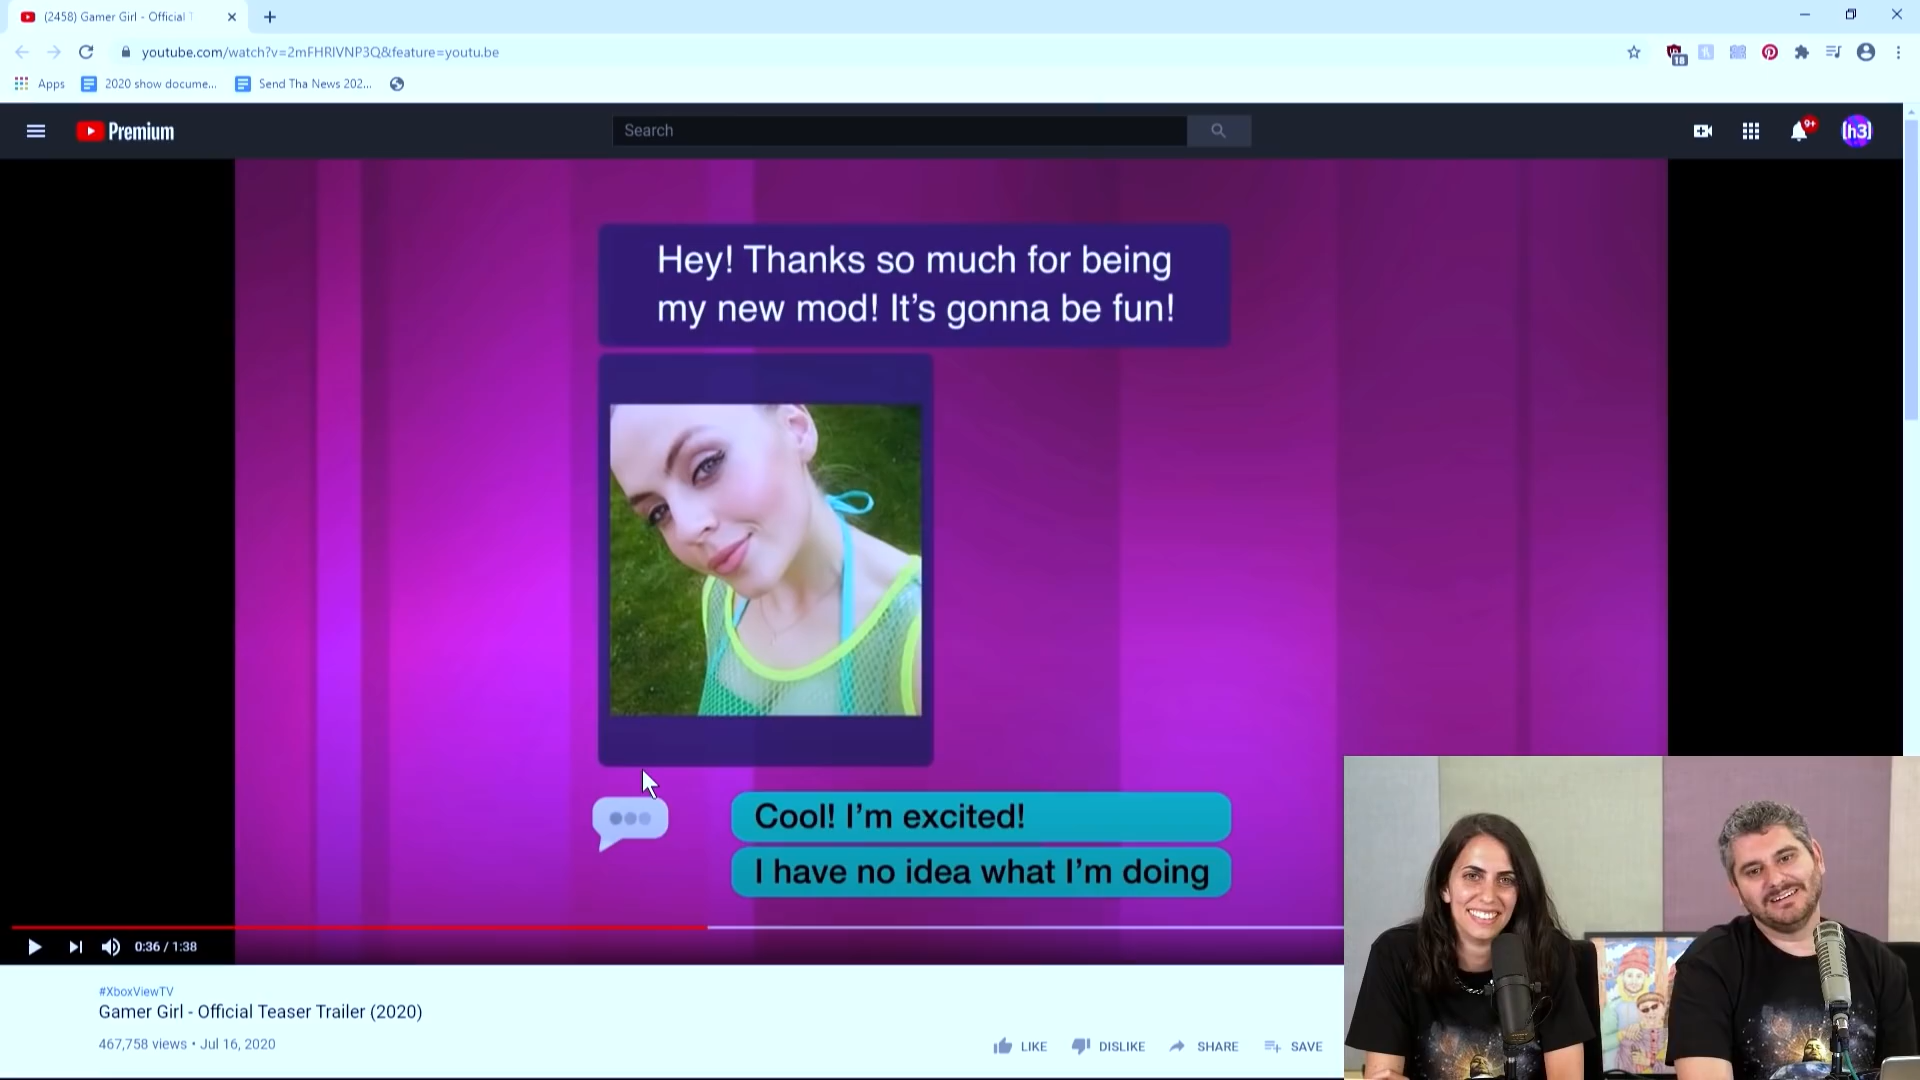 (2458) Gamer Girl - Official
youtube.com/watch?v=2mFHRlVNP3Q&feature=youtu.be
18
Apps
2020 show docume...
Send Tha News 202...
Premium
Search
9+
[h3]
Hey! Thanks so much for being
my new mod! It's gonna be fun!
Cool! I'm excited!
I have no idea what I'm doing
0:36 / 1:38
#XboxViewTV
Gamer Girl - Official Teaser Trailer (2020)
467,758 views • Jul 16, 2020
LIKE
DISLIKE
SHARE
SAVE